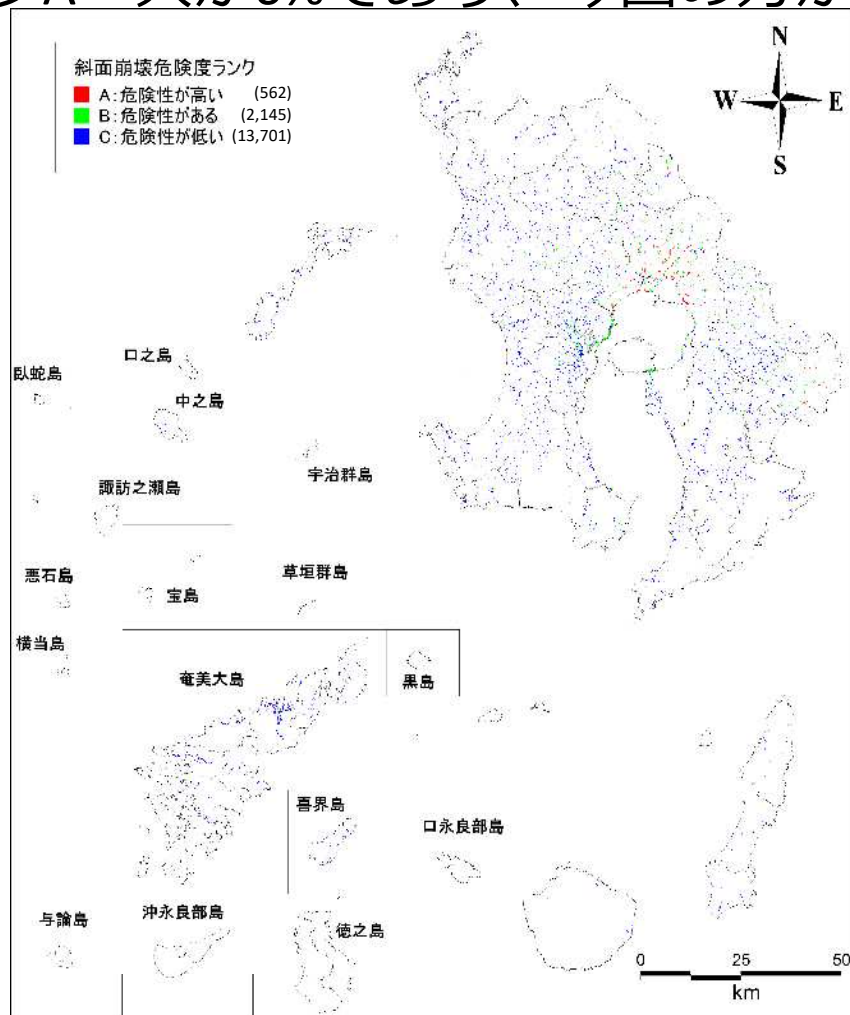 斜面崩壊危険度ランク
A:危険性が高い (562)
B:危険性がある (2,145)
C:危険性が低い (13,701)
N
W E
S
口之島
臥蛇島
中之島
宇治群島
諏訪之瀬島
悪石島
宝島
草垣群島
横当島
奄美大島
黒島
喜界島
口永良部島
与論島
沖永良部島
徳之島
0 25 50
km